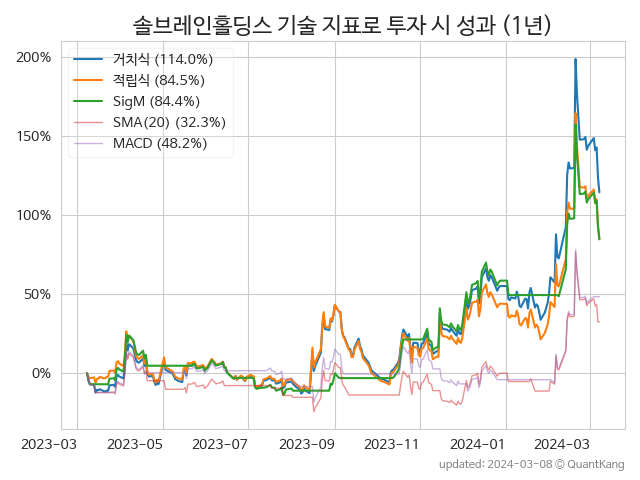 솔브레인홀딩스 기술 지표로 투자 시 성과 (1년)
거치식 (114.0%)
적립식 (84.5%)
SigM (84.4%)
SMA(20) (32.3%)
MACD (48.2%)
200%
150%
100%
50%
0%
2023-03 2023-05 2023-07 2023-09 2023-11 2024-01 2024-03
updated: 2024-03-08 © QuantKang